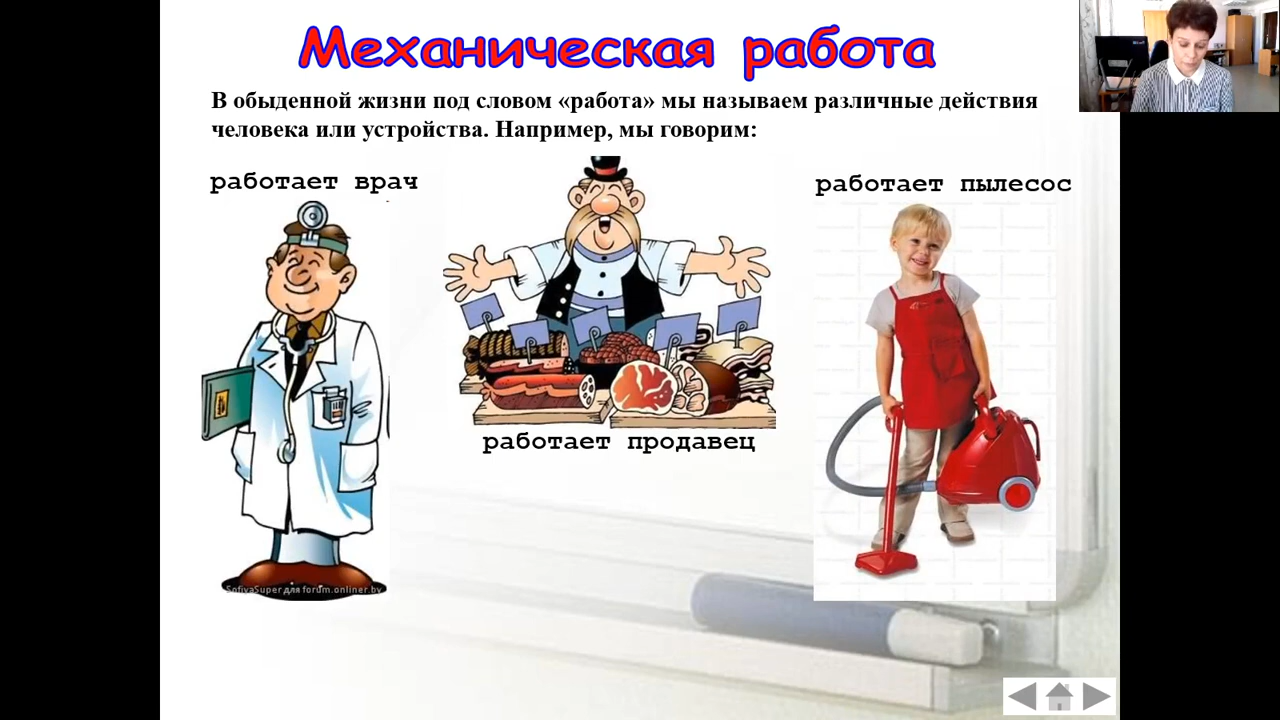 Механическая работа
В обыденной жизни под словом «работа» мы называем различные действия
человека или устройства. Например, мы говорим:
работает врач
работает пылесос
работает продавец
SofiyaSuper для forum.onliner.by